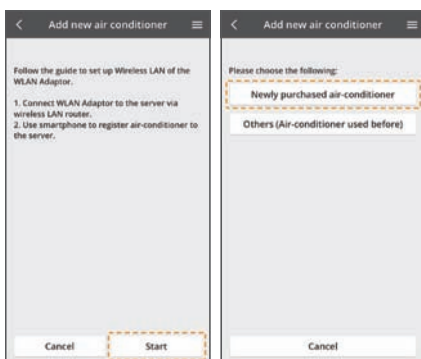 Add new air conditioner
Follow the guide to set up Wireless LAN of the
WLAN Adaptor.
1. Connect WLAN Adaptor to the server via
wireless LAN router.
2. Use smartphone to register air-conditioner to
the server.
Cancel
Start
Add new air conditioner
Please choose the following:
Newly purchased air-conditioner
Others (Air-conditioner used before)
Cancel